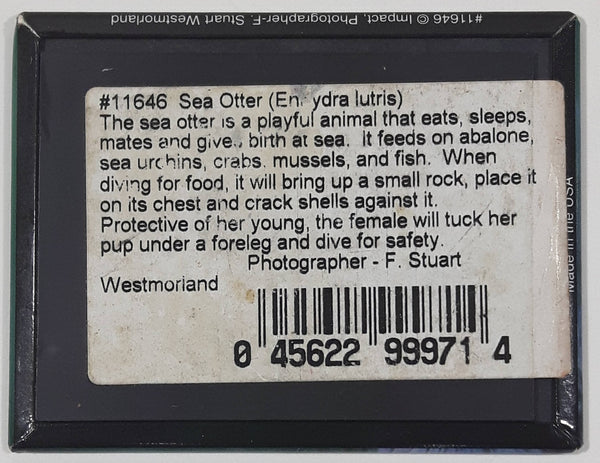 #11646 © Impact, Photographer-F. Stuart Westmorland
#11646 Sea Otter (En. ydra lutris)
The sea otter is a playful animal that eats, sleeps,
mates and gives birth at sea. It feeds on abalone,
sea urchins, crabs, mussels, and fish. When
diving for food, it will bring up a small rock, place it
on its chest and crack shells against it.
Protective of her young, the female will tuck her
pup under a foreleg and dive for safety.
Photographer - F. Stuart
Westmorland
0 45622 99971 4
Made in the USA